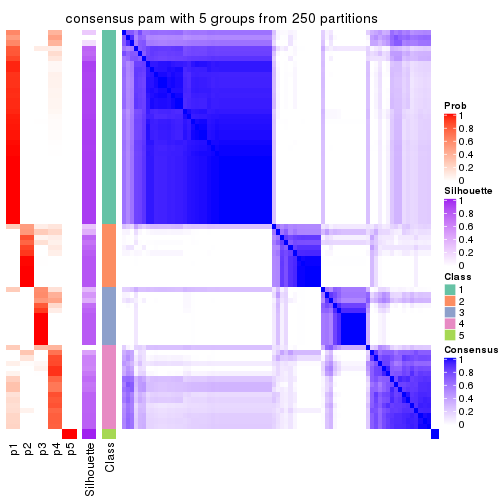 consensus pam with 5 groups from 250 partitions
Prob
1
0.8
0.6
0.4
0.2
0
Silhouette
1
0.8
0.6
0.4
0.2
0
Class
1
2
3
4
5
Consensus
1
0.8
0.6
0.4
0.2
0
p1
p2
p3
p4
p5
Silhouette
Class